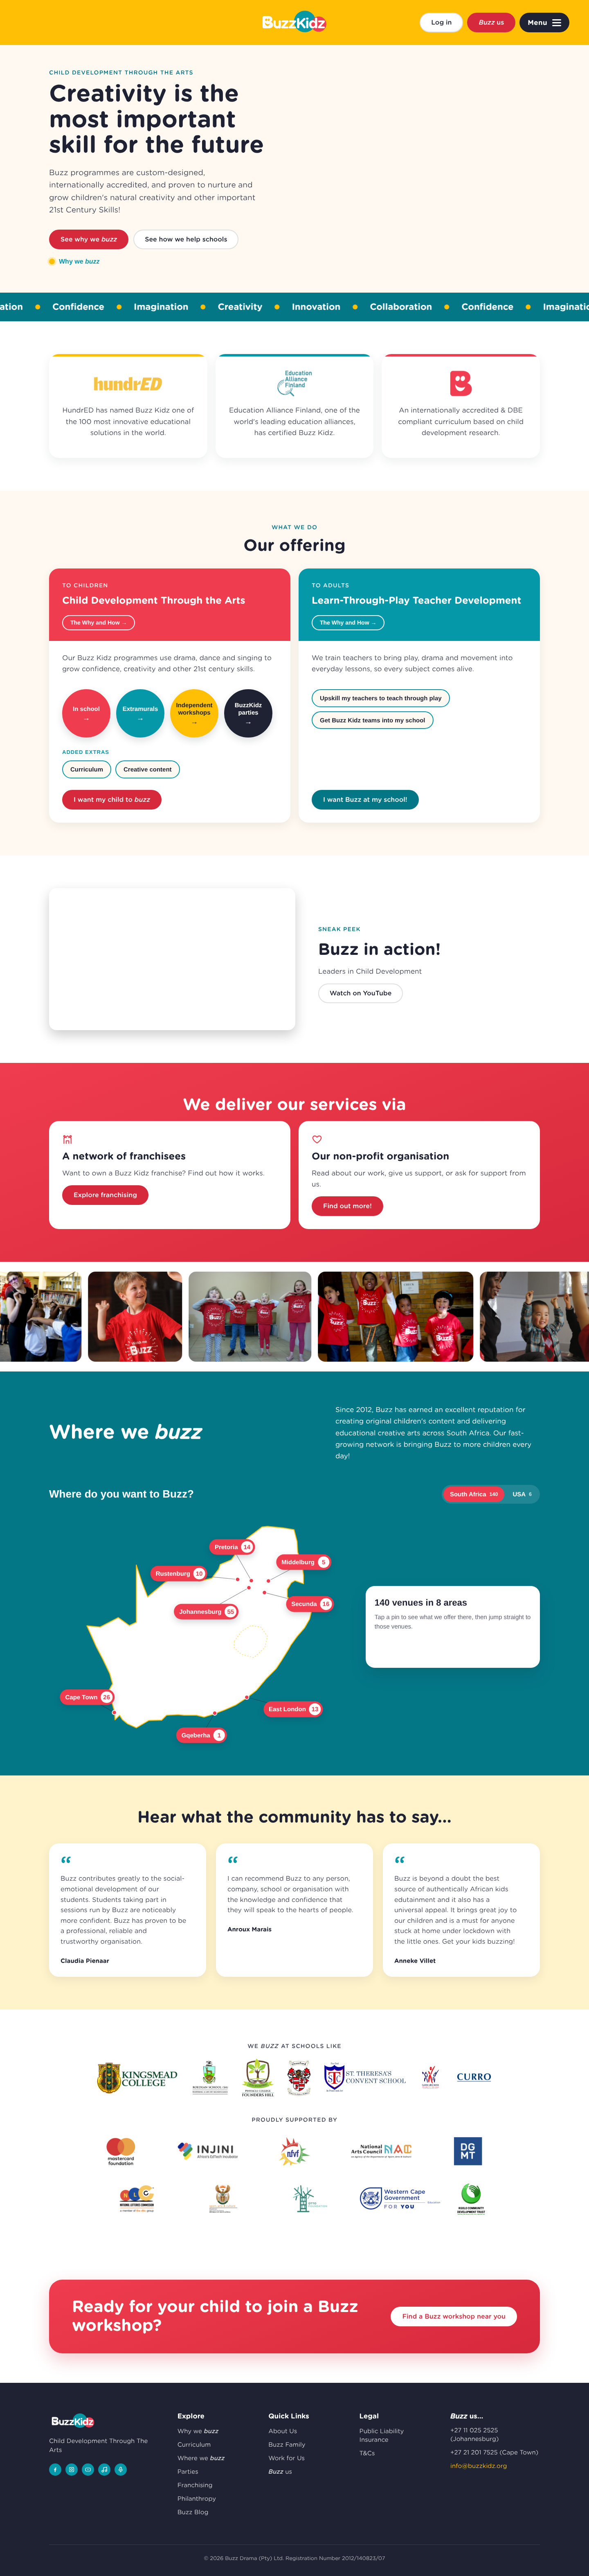 BuzzKidz
Log in
Buzz us
Menu
CHILD DEVELOPMENT THROUGH THE ARTS
Creativity is the
most important
skill for the future
Buzz programmes are custom-designed,
internationally accredited, and proven to nurture and
grow children's natural creativity and other important
21st Century Skills!
See why we buzz
See how we help schools
Why we buzz
ation
Confidence
Imagination
Creativity
Innovation
Collaboration
Confidence
Imaginatio
hundrED
HundrED has named Buzz Kidz one of
the 100 most innovative educational
solutions in the world.
Education
Alliance
Finland
Education Alliance Finland, one of the
world's leading education alliances,
has certified Buzz Kidz.
An internationally accredited & DBE
compliant curriculum based on child
development research.
WHAT WE DO
Our offering
TO CHILDREN
Child Development Through the Arts
The Why and How →
Our Buzz Kidz programmes use drama, dance and singing to
grow confidence, creativity and other 21st century skills.
In school
→
Extramurals
→
Independent
workshops
→
BuzzKidz
parties
→
ADDED EXTRAS
Curriculum
Creative content
I want my child to buzz
TO ADULTS
Learn-Through-Play Teacher Development
The Why and How →
We train teachers to bring play, drama and movement into
everyday lessons, so every subject comes alive.
Upskill my teachers to teach through play
Get Buzz Kidz teams into my school
I want Buzz at my school!
SNEAK PEEK
Buzz in action!
Leaders in Child Development
Watch on YouTube
We deliver our services via
A network of franchisees
Want to own a Buzz Kidz franchise? Find out how it works.
Explore franchising
Our non-profit organisation
Read about our work, give us support, or ask for support from
us.
Find out more!
Where we buzz
Since 2012, Buzz has earned an excellent reputation for
creating original children's content and delivering
educational creative arts across South Africa. Our fast-
growing network is bringing Buzz to more children every
day!
Where do you want to Buzz?
South Africa 140
USA 6
Pretoria 14
Middelburg 5
Rustenburg 10
Secunda 16
Johannesburg 55
Cape Town 26
East London 13
Gqeberha 1
140 venues in 8 areas
Tap a pin to see what we offer there, then jump straight to
those venues.
Hear what the community has to say...
“
Buzz contributes greatly to the social-
emotional development of our
students. Students taking part in
sessions run by Buzz are noticeably
more confident. Buzz has proven to be
a professional, reliable and
trustworthy organisation.
Claudia Pienaar
“
I can recommend Buzz to any person,
company, school or organisation with
the knowledge and confidence that
they will speak to the hearts of people.
Anroux Marais
“
Buzz is beyond a doubt the best
source of authentically African kids
edutainment and it also has a
universal appeal. It brings great joy to
our children and is a must for anyone
stuck at home under lockdown with
the little ones. Get your kids buzzing!
Anneke Villet
WE BUZZ AT SCHOOLS LIKE
KINGSMEAD
COLLEGE
FOUNDERS HILL
ST. THERESA'S
CONVENT SCHOOL
CURRO
PROUDLY SUPPORTED BY
mastercard
foundation
INJINI
Africa's EdTech Incubator
nfvf
National
Arts Council
NAC
DG
MT
NLC
Western Cape
Government
FOR YOU
Ready for your child to join a Buzz
workshop?
Find a Buzz workshop near you
BuzzKidz
Child Development Through The
Arts
Explore
Why we buzz
Curriculum
Where we buzz
Parties
Franchising
Philanthropy
Buzz Blog
Quick Links
About Us
Buzz Family
Work for Us
Buzz us
Legal
Public Liability
Insurance
T&Cs
Buzz us...
+27 11 025 2525
(Johannesburg)
+27 21 201 7525 (Cape Town)
info@buzzkidz.org
© 2026 Buzz Drama (Pty) Ltd. Registration Number 2012/140823/07